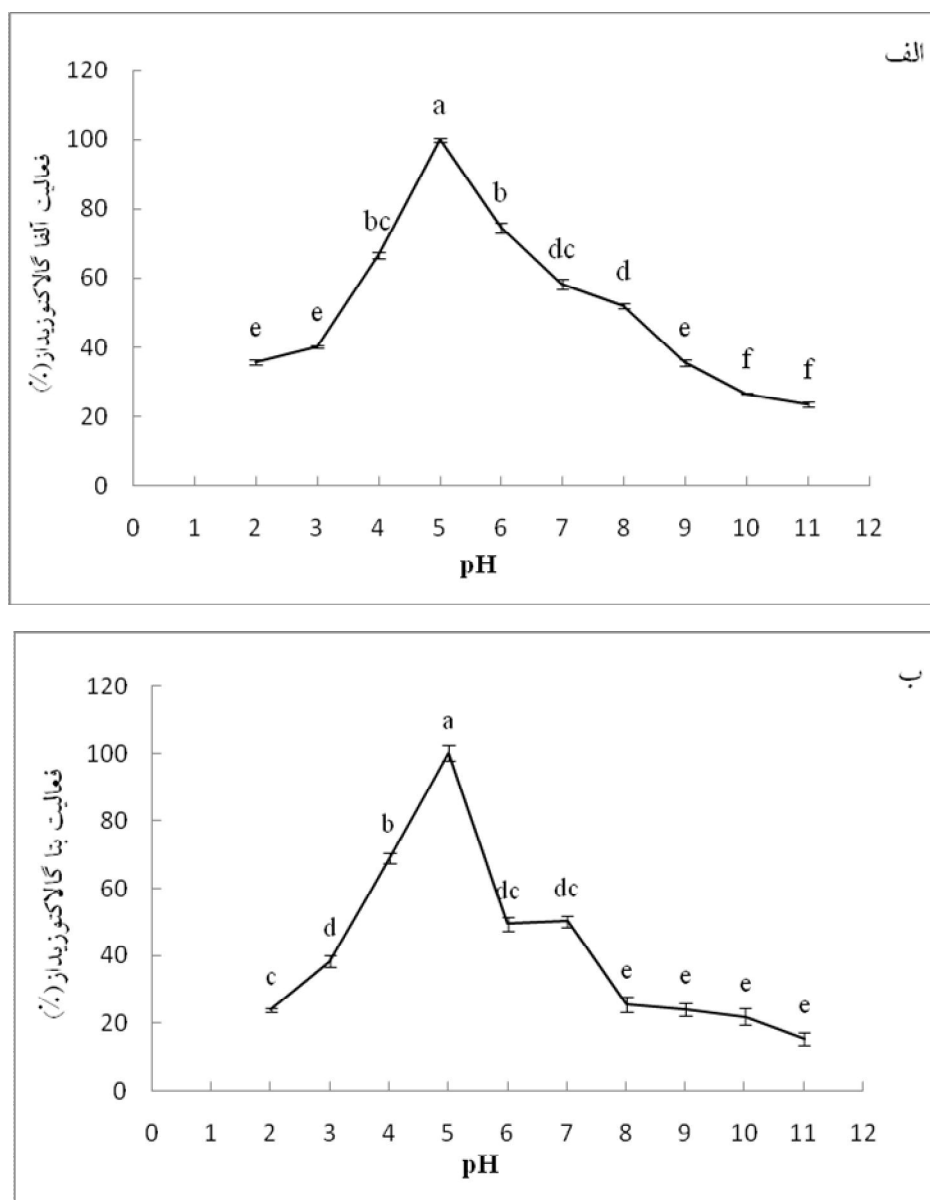 الف
فعالیت آلفا گالاکتوزیداز(%)
120
100
80
60
40
20
0
e
e
bc
a
b
dc
d
e
f
f
0 1 2 3 4 5 6 7 8 9 10 11 12
pH
ب
فعالیت بتا گالاکتوزیداز(%)
120
100
80
60
40
20
0
c
d
b
a
dc
dc
e
e
e
e
0 1 2 3 4 5 6 7 8 9 10 11 12
pH